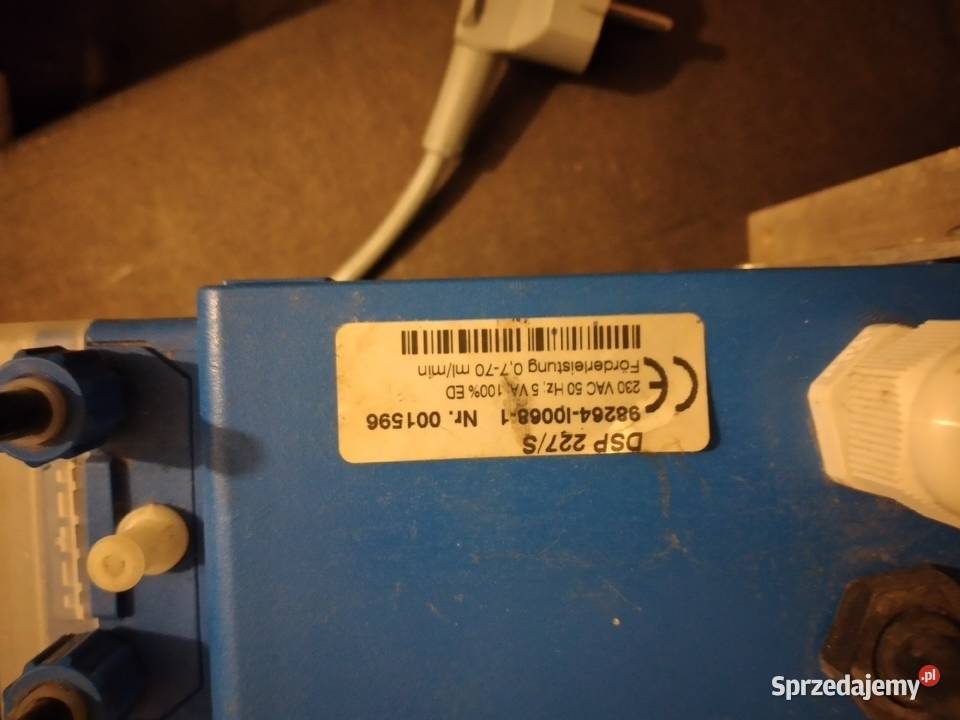 DSP 227/S
98264-I0068-1 Nr. 001596
230 VAC 50 Hz; 5 VA; 100% ED
Förderleistung 0,7-70 ml/min
CE
Sprzedajemy.pl